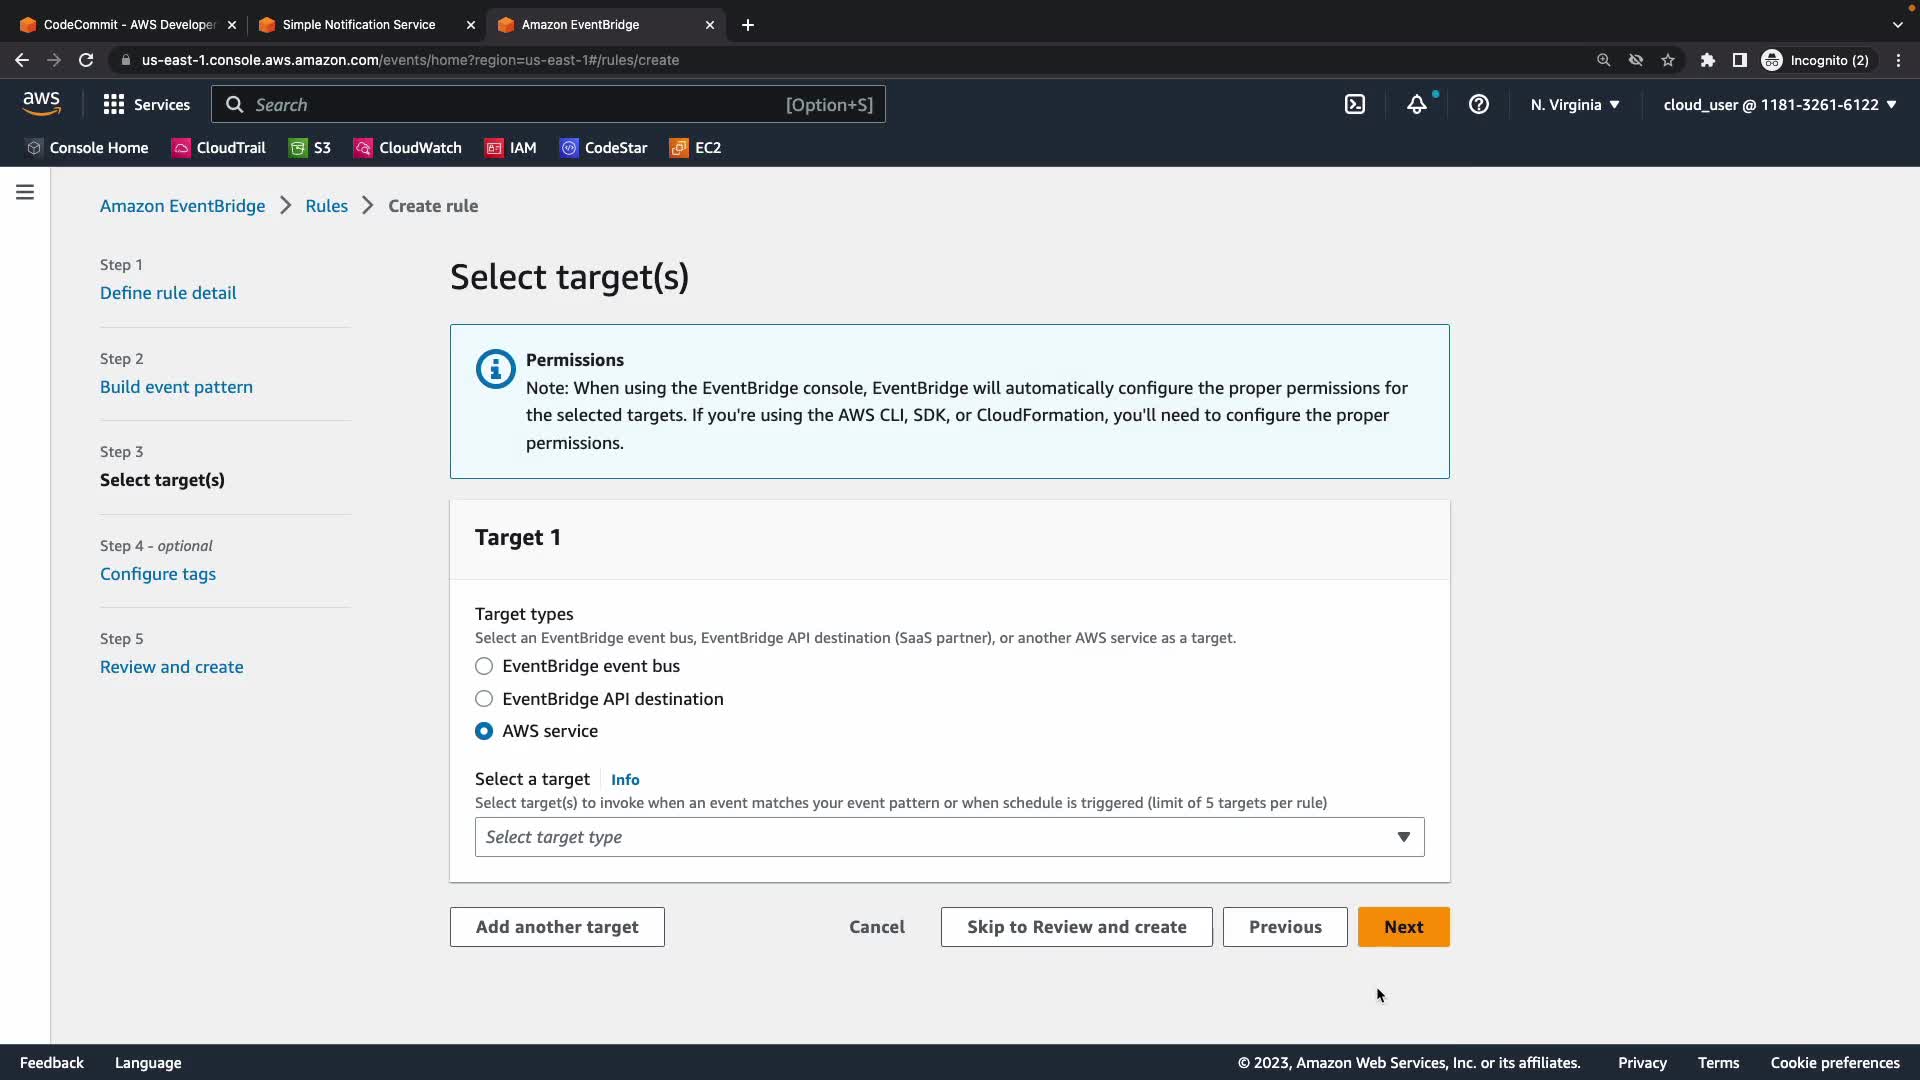 CodeCommit - AWS Developer
Simple Notification Service
Amazon EventBridge
us-east-1.console.aws.amazon.com/events/home?region=us-east-1#/rules/create
Incognito (2)
aws
Services
Search
[Option+S]
N. Virginia
cloud_user @ 1181-3261-6122
Console Home
CloudTrail
S3
CloudWatch
IAM
CodeStar
EC2
Amazon EventBridge
Rules
Create rule
Step 1
Define rule detail
Step 2
Build event pattern
Step 3
Select target(s)
Step 4 - optional
Configure tags
Step 5
Review and create
Select target(s)
Permissions
Note: When using the EventBridge console, EventBridge will automatically configure the proper permissions for
the selected targets. If you're using the AWS CLI, SDK, or CloudFormation, you'll need to configure the proper
permissions.
Target 1
Target types
Select an EventBridge event bus, EventBridge API destination (SaaS partner), or another AWS service as a target.
EventBridge event bus
EventBridge API destination
AWS service
Select a target
Info
Select target(s) to invoke when an event matches your event pattern or when schedule is triggered (limit of 5 targets per rule)
Select target type
Add another target
Cancel
Skip to Review and create
Previous
Next
Feedback
Language
© 2023, Amazon Web Services, Inc. or its affiliates.
Privacy
Terms
Cookie preferences